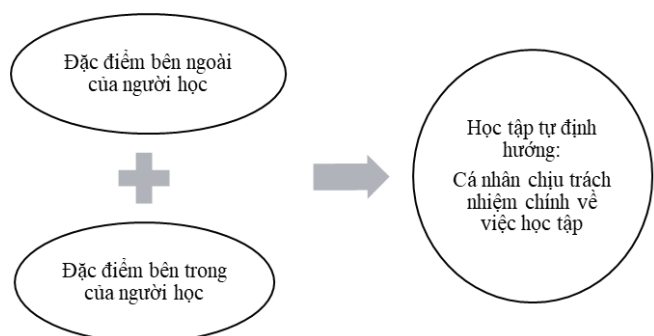 Đặc điểm bên ngoài
của người học
Đặc điểm bên trong
của người học
Học tập tự định
hướng:
Cá nhân chịu trách
nhiệm chính về
việc học tập